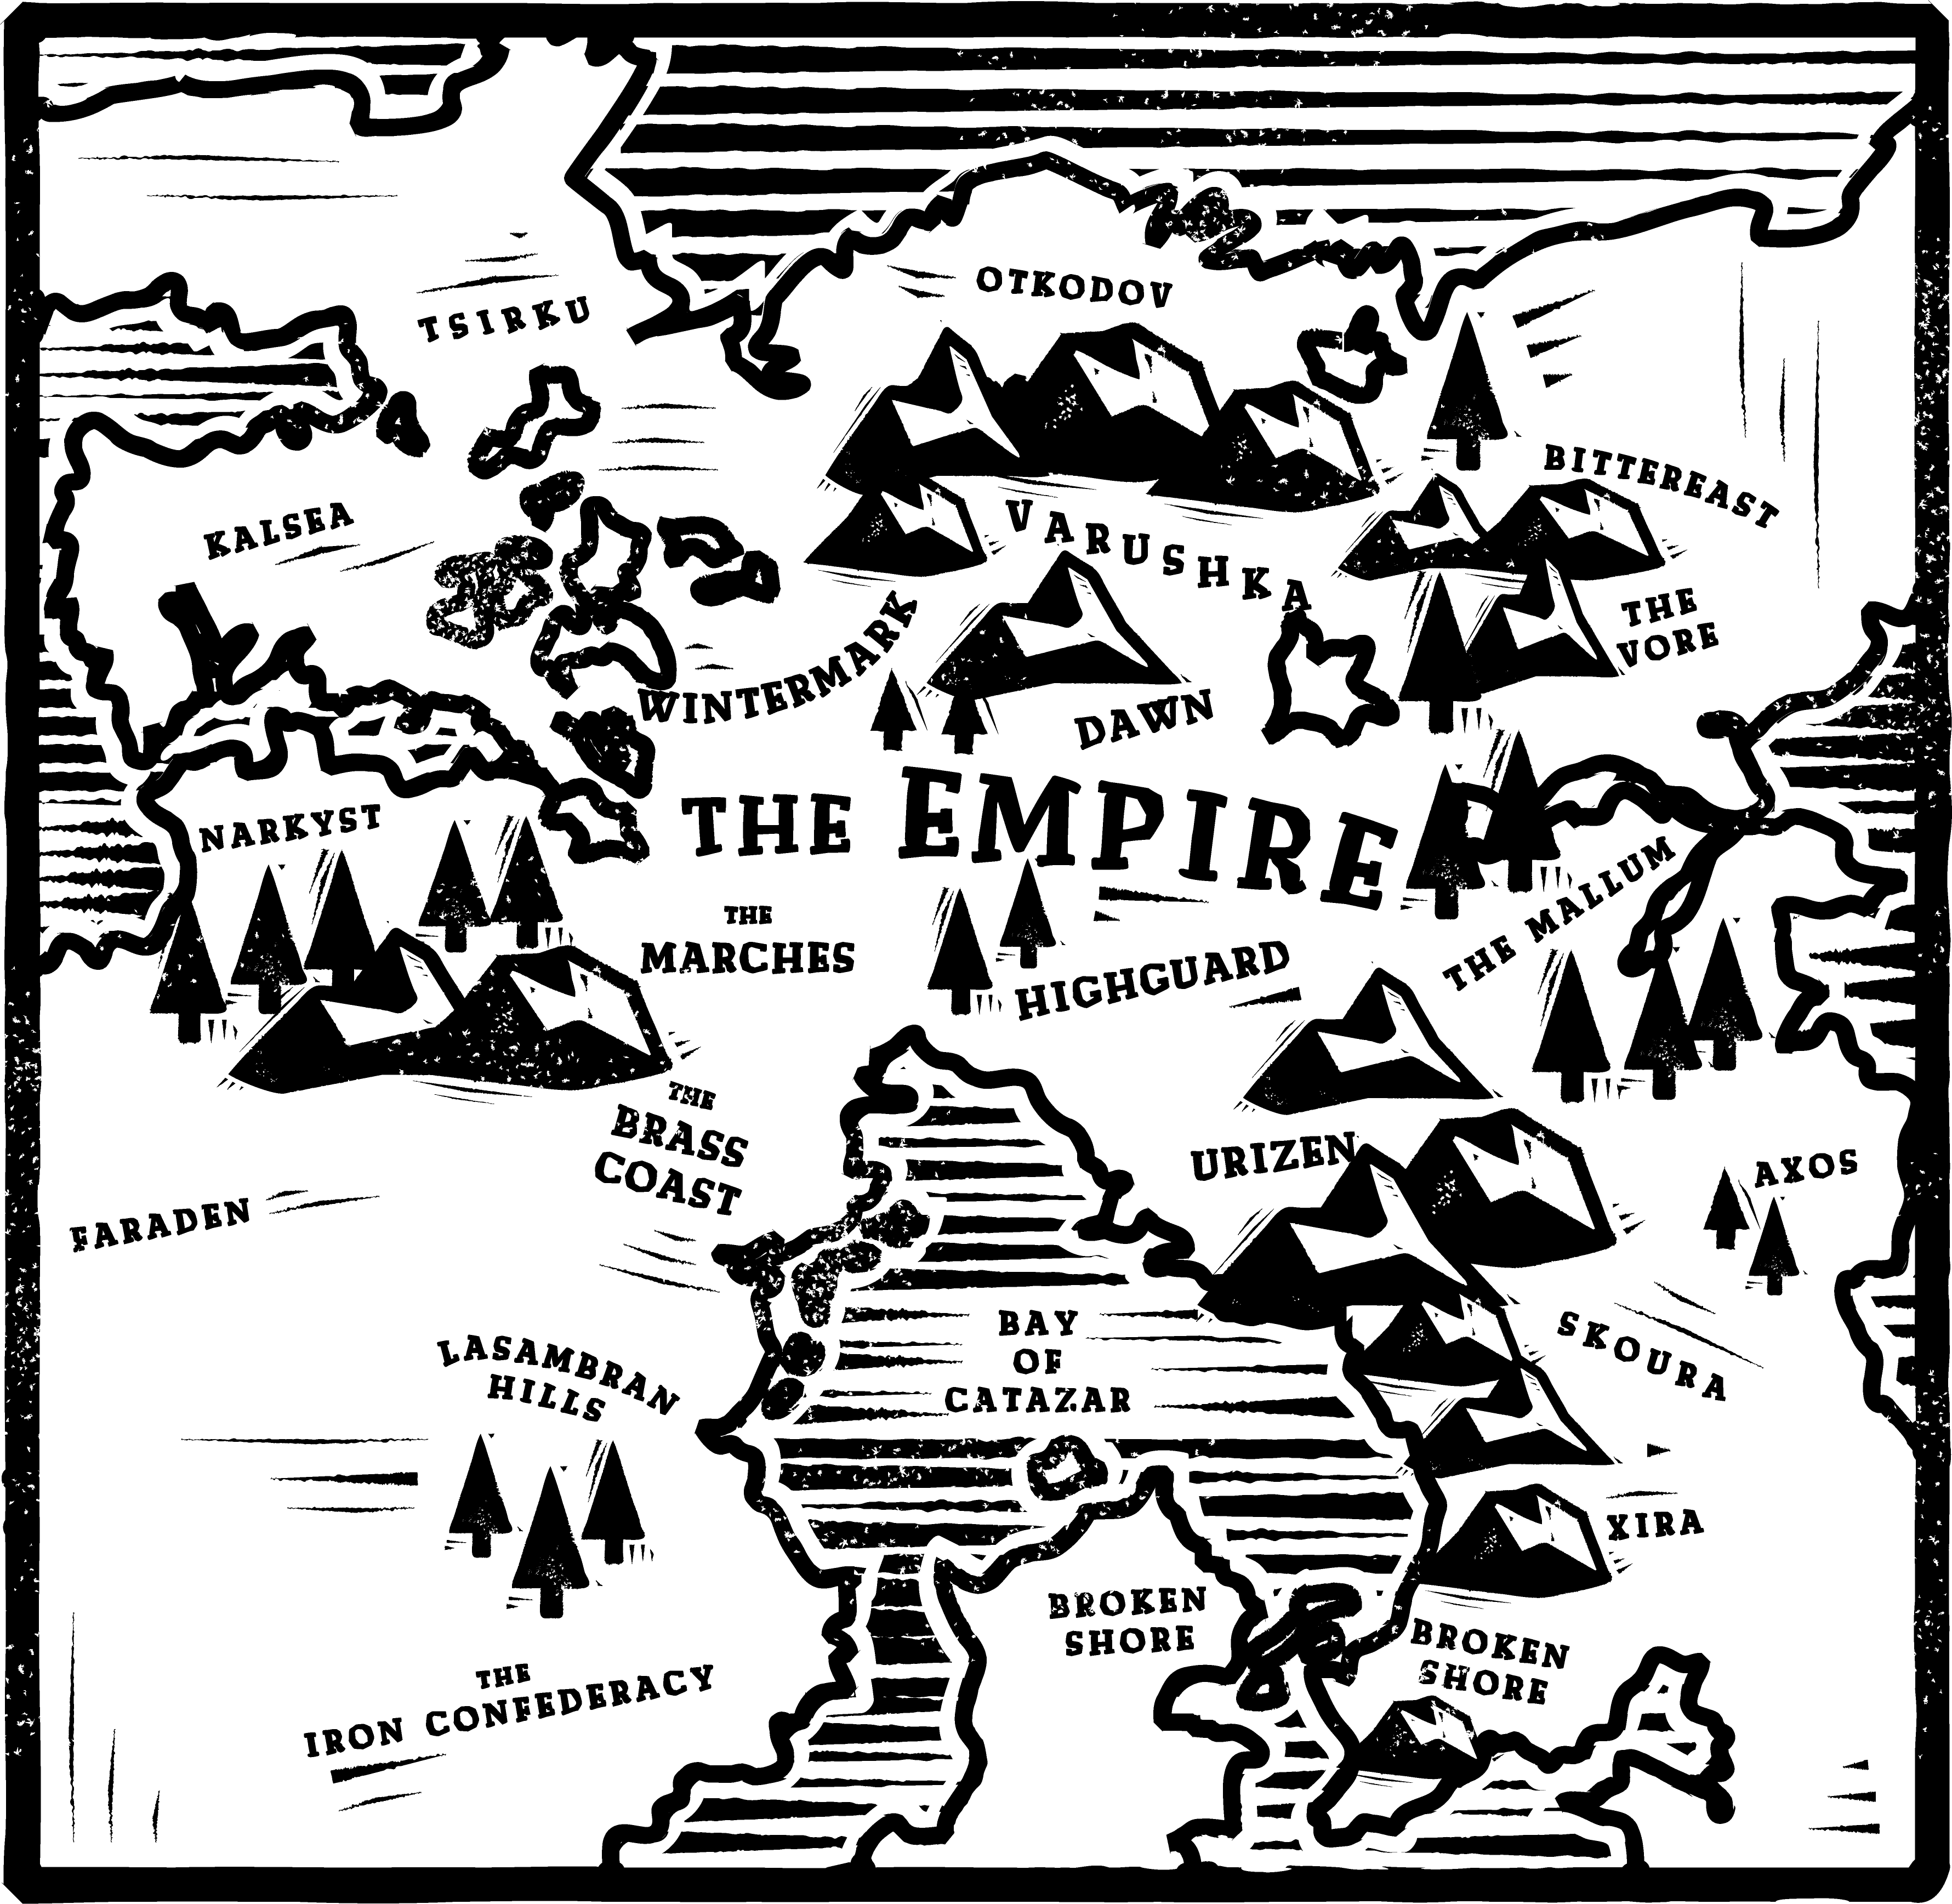 OTKODOV
TSIRKU
BITTEREAST
KALSEA
VARUSHKA
THE
VORE
WINTERMARK
DAWN
THE EMPIRE
NARKYST
THE MALLUM
THE
MARCHES
HIGHGUARD
THE
BRASS
COAST
URIZEN
AXOS
FARADEN
BAY
OF
CATAZAR
SKOURA
LASAMBRAN
HILLS
XIRA
BROKEN
SHORE
BROKEN
SHORE
THE
IRON CONFEDERACY